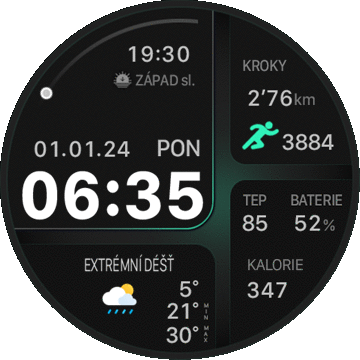 19:30
ZÁPAD sl.
01.01.24 PON
06:35
KROKY
2’76km
3884
TEP BATERIE
85 52%
KALORIE
347
EXTRÉMNÍ DÉŠŤ
5°
21° MIN
30° MAX